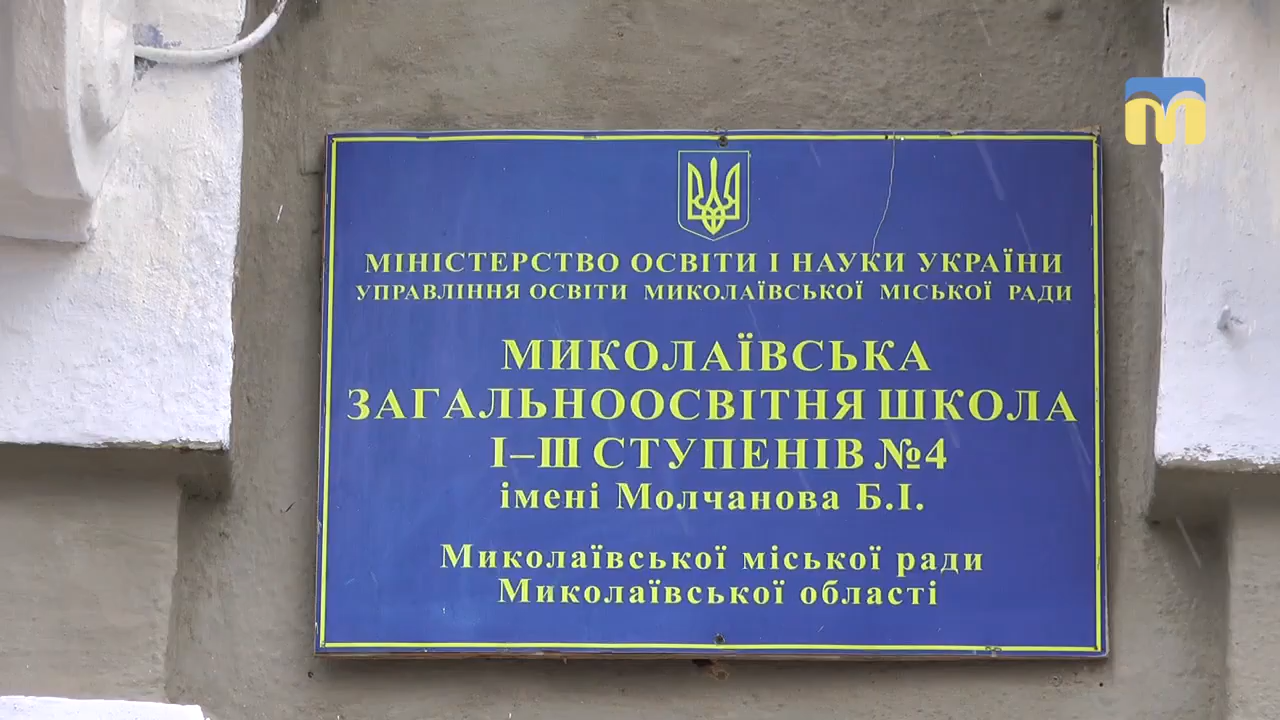 МІНІСТЕРСТВО ОСВІТИ І НАУКИ УКРАЇНИ
УПРАВЛІННЯ ОСВІТИ МИКОЛАЇВСЬКОЇ МІСЬКОЇ РАДИ
МИКОЛАЇВСЬКА
ЗАГАЛЬНООСВІТНЯ ШКОЛА
І–ІІІ СТУПЕНІВ №4
імені Молчанова Б.І.
Миколаївської міської ради
Миколаївської області